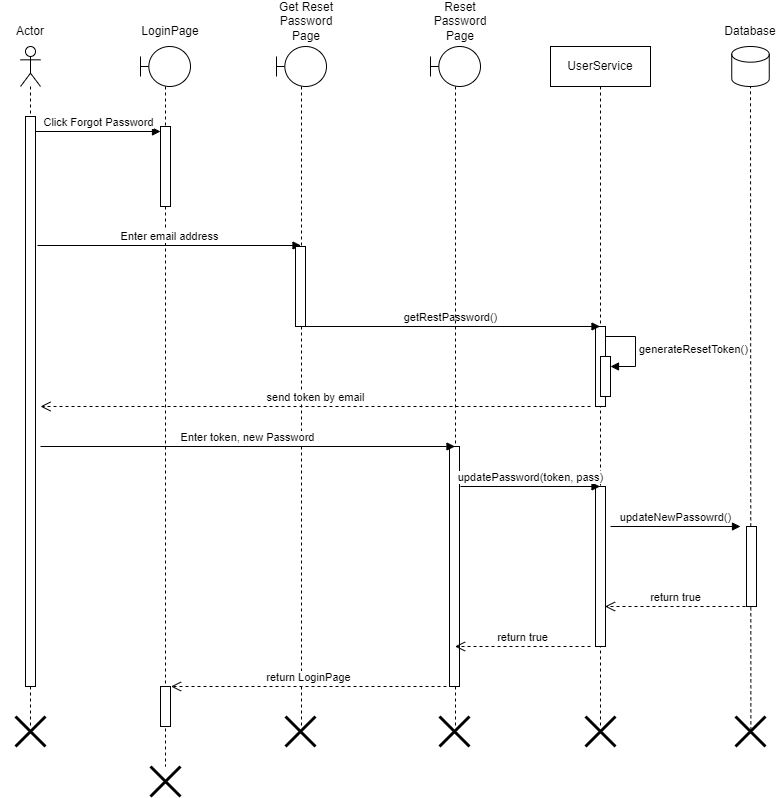 Actor
LoginPage
Get Reset
Password
Page
Reset
Password
Page
UserService
Database
Click Forgot Password
Enter email address
getRestPassword()
generateResetToken()
send token by email
Enter token, new Password
updatePassword(token, pass)
updateNewPassowrd()
return true
return true
return LoginPage